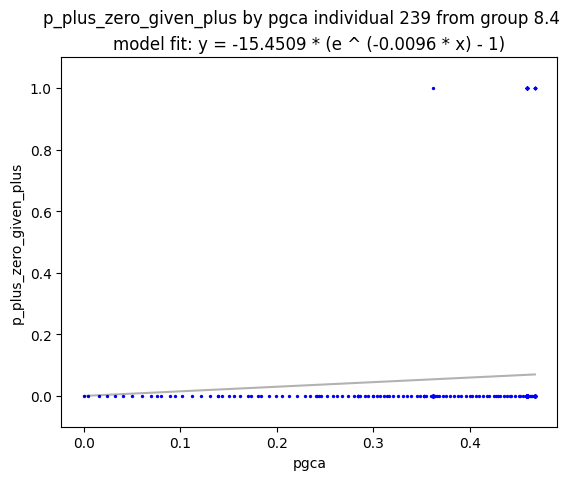 p_plus_zero_given_plus by pgca individual 239 from group 8.4
model fit: y = -15.4509 * (e ^ (-0.0096 * x) - 1)
p_plus_zero_given_plus
1.0
0.8
0.6
0.4
0.2
0.0
0.0 0.1 0.2 0.3 0.4
pgca